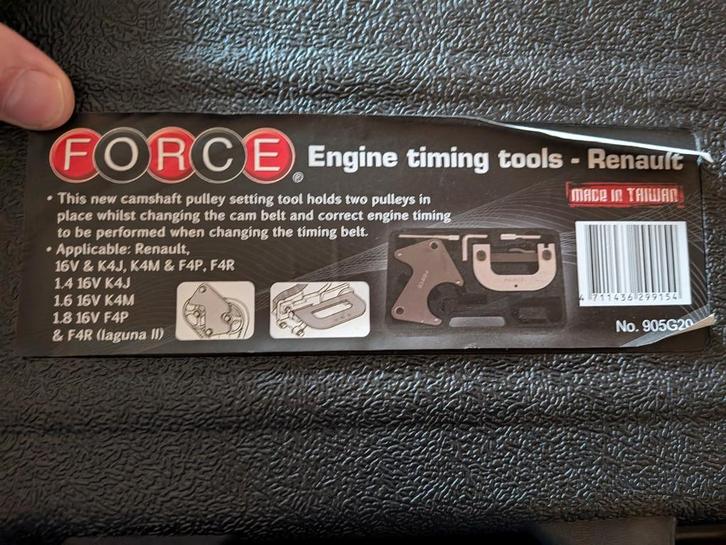 FORCE® Engine timing tools - Renault
MADE IN TAIWAN
• This new camshaft pulley setting tool holds two pulleys in
place whilst changing the cam belt and correct engine timing
to be performed when changing the timing belt.
• Applicable: Renault,
16V & K4J, K4M & F4P, F4R
1.4 16V K4J
1.6 16V K4M
1.8 16V F4P
& F4R (laguna II)
4 711436 299154
No. 905G20